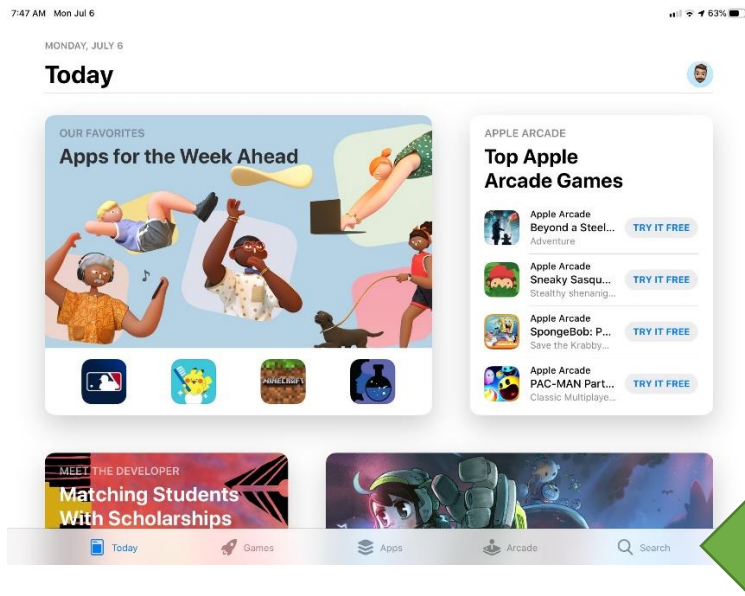 7:47 AM Mon Jul 6
63%
MONDAY, JULY 6
Today
OUR FAVORITES
Apps for the Week Ahead
MINECRAFT
APPLE ARCADE
Top Apple
Arcade Games
Apple Arcade
Beyond a Steel...
Adventure
TRY IT FREE
Apple Arcade
Sneaky Sasqu...
Stealthy shenanig...
TRY IT FREE
Apple Arcade
SpongeBob: P...
Save the Krabby...
TRY IT FREE
Apple Arcade
PAC-MAN Part...
Classic Multiplaye...
TRY IT FREE
MEET THE DEVELOPER
Matching Students
With Scholarships
Today
Games
Apps
Arcade
Search